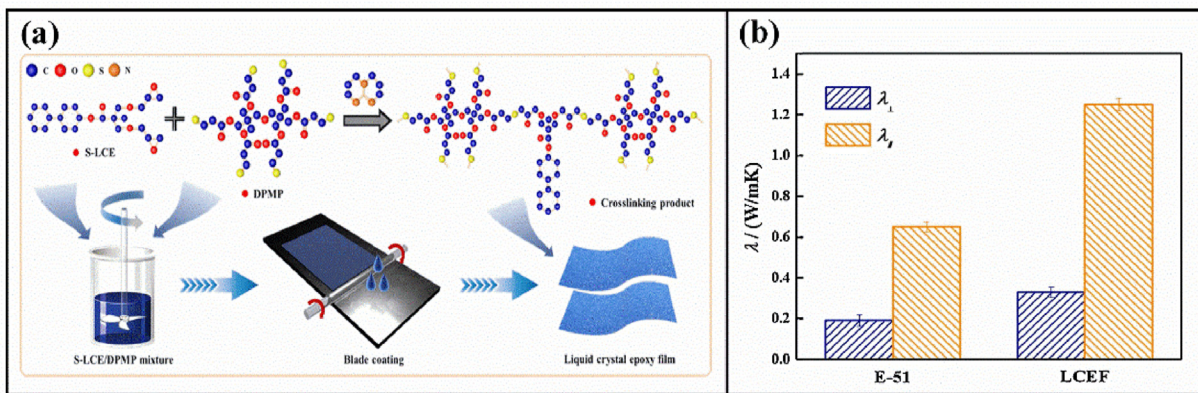 (a)
C O S N
S-LCE
DPMP
Crosslinking product
S-LCE/DPMP mixture
Blade coating
Liquid crystal epoxy film
(b)
λ / (W/mK)
1.4
1.2
1.0
0.8
0.6
0.4
0.2
0.0
λ⊥
λ∥
E-51
LCEF